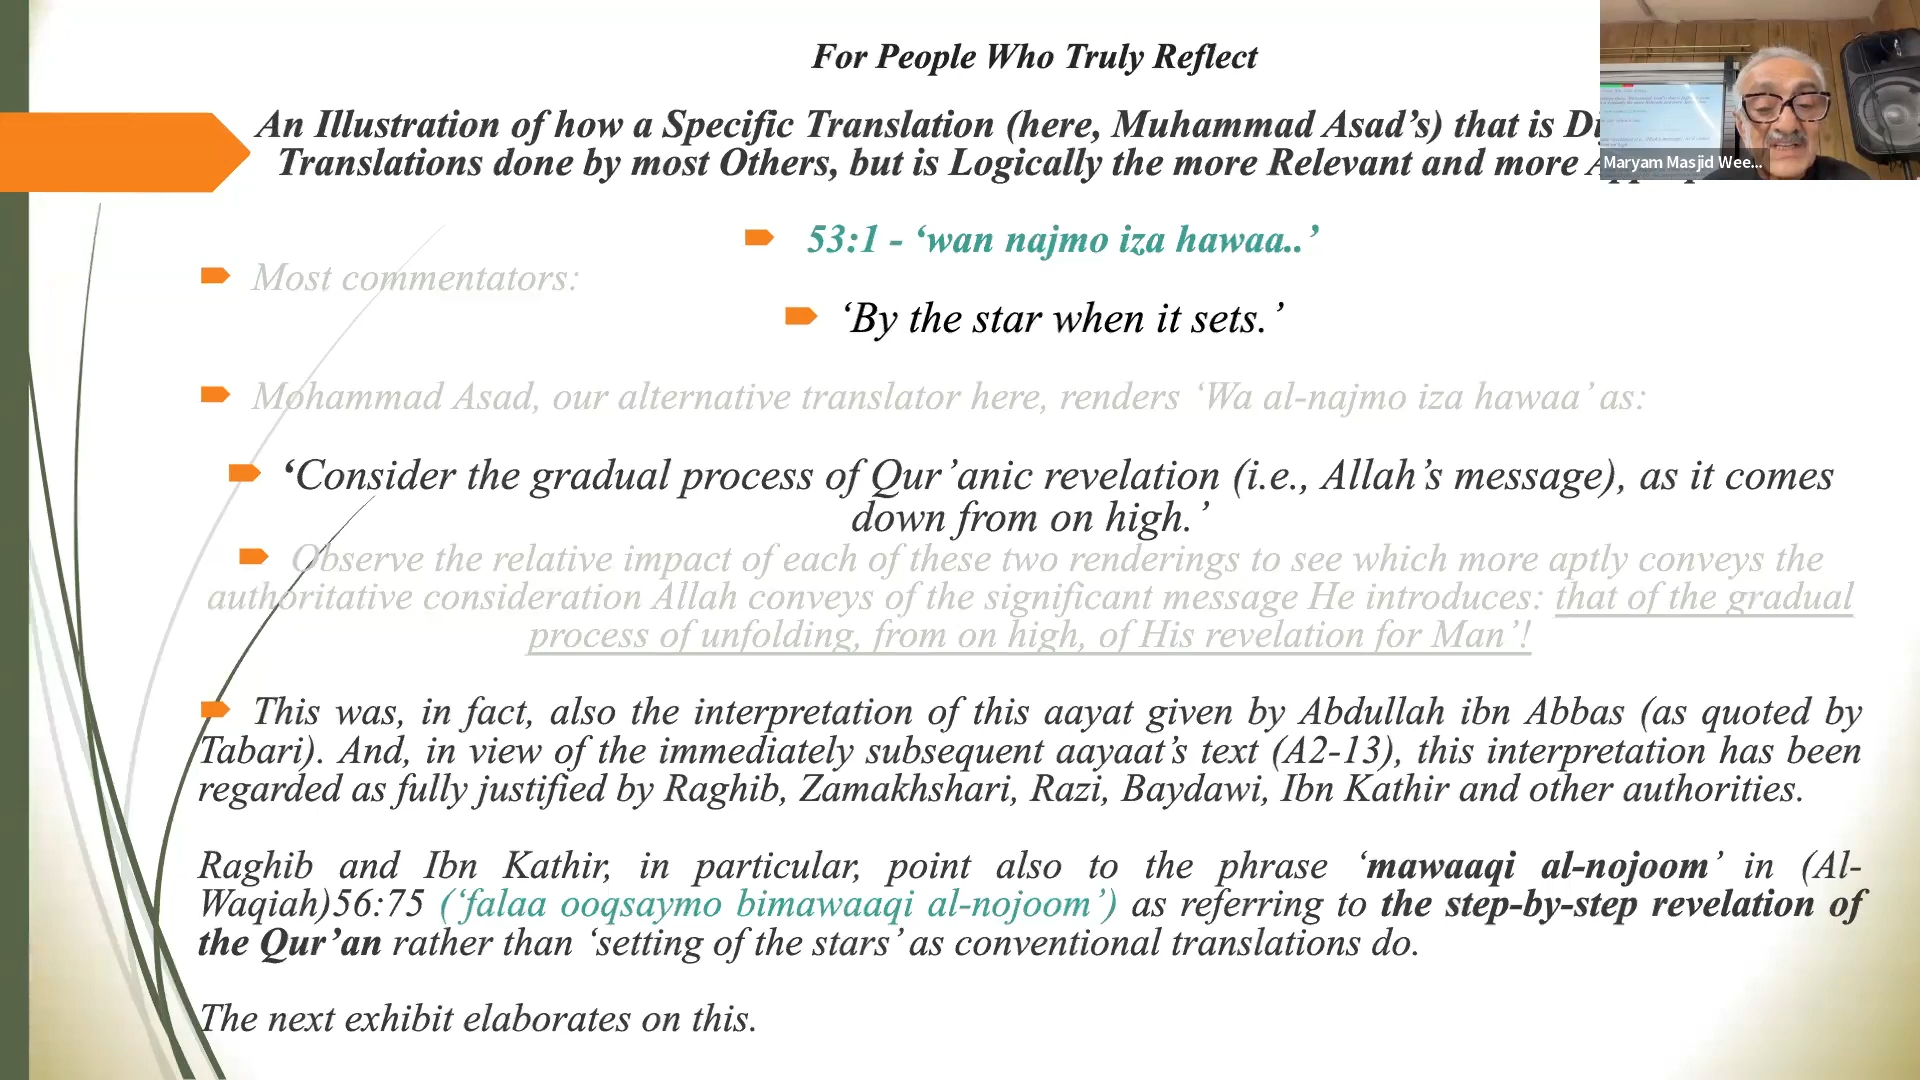 For People Who Truly Reflect
An Illustration of how a Specific Translation (here, Muhammad Asad’s) that is
Translations done by most Others, but is Logically the more Relevant and more
53:1 - ‘wan najmo iza hawaa..’
Most commentators:
‘By the star when it sets.’
Mohammad Asad, our alternative translator here, renders ‘Wa al-najmo iza hawaa’ as:
‘Consider the gradual process of Qur’anic revelation (i.e., Allah’s message), as it comes
down from on high.’
Observe the relative impact of each of these two renderings to see which more aptly conveys the
authoritative consideration Allah conveys of the significant message He introduces: that of the gradual
process of unfolding, from on high, of His revelation for Man’!
This was, in fact, also the interpretation of this aayat given by Abdullah ibn Abbas (as quoted by
Tabari). And, in view of the immediately subsequent aayaat’s text (A2-13), this interpretation has been
regarded as fully justified by Raghib, Zamakhshari, Razi, Baydawi, Ibn Kathir and other authorities.
Raghib and Ibn Kathir, in particular, point also to the phrase ‘mawaaqi al-nojoom’ in (Al-
Waqiah)56:75 (‘falaa ooqsaymo bimawaaqi al-nojoom’) as referring to the step-by-step revelation of
the Qur’an rather than ‘setting of the stars’ as conventional translations do.
The next exhibit elaborates on this.
Maryam Masjid Wee...